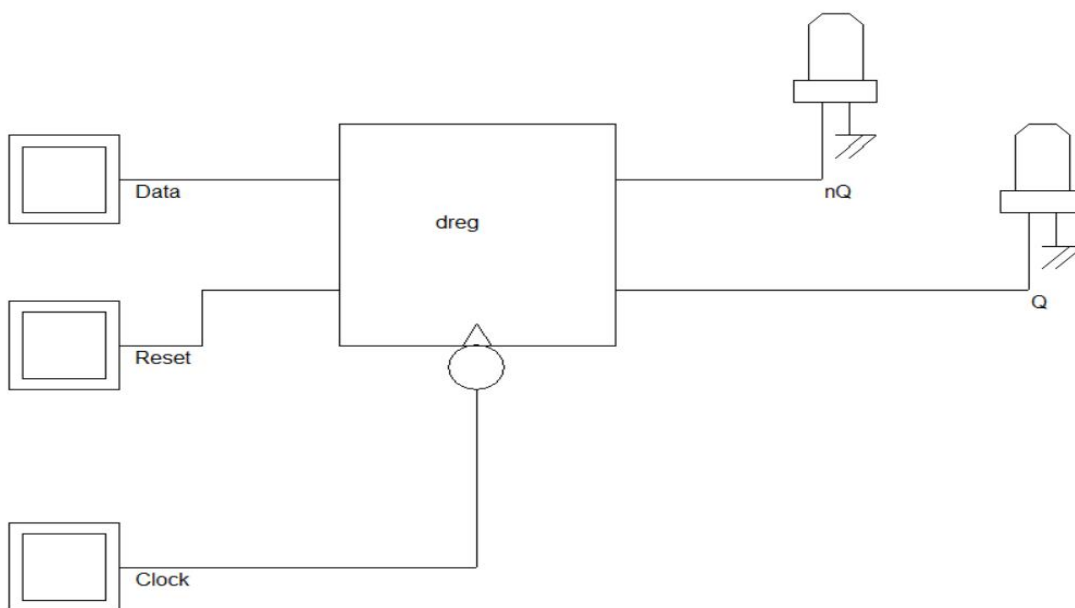 nQ
Data
dreg
Q
Reset
Clock